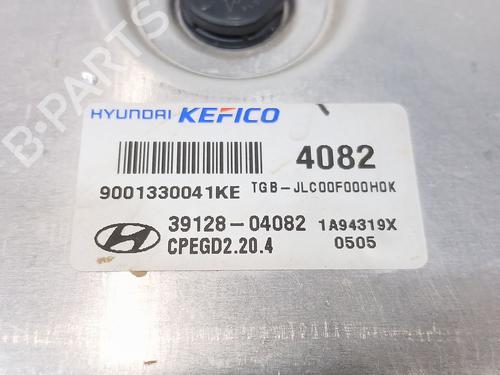 HYUNDAI KEFICO
4082
9001330041KE TGB-JLC00F000H0K
39128-04082 1A94319X
CPEGD2.20.4 0505
B-PARTS